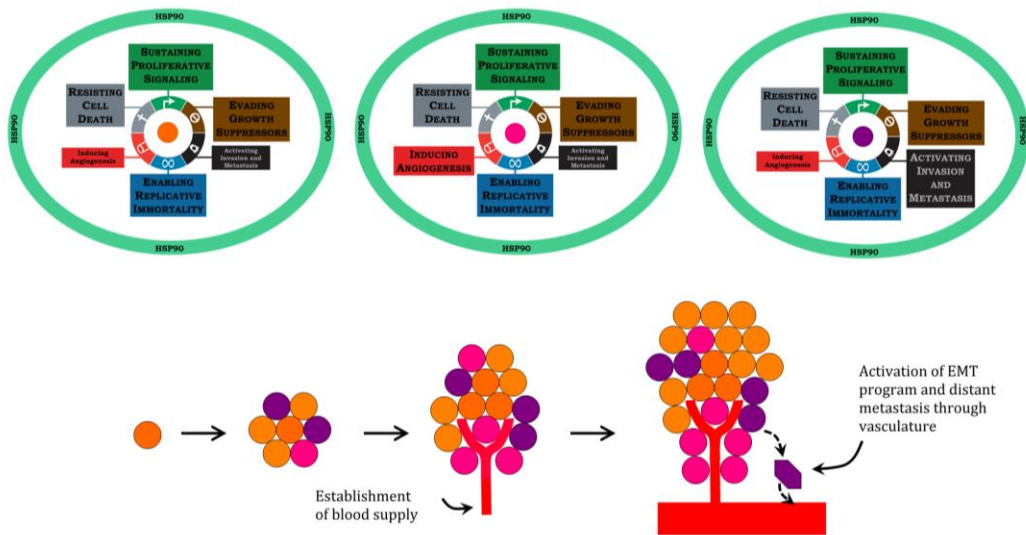 HSP90
SUSTAINING
PROLIFERATIVE
SIGNALING
RESISTING
CELL
DEATH
EVADING
GROWTH
SUPPRESSORS
HSP90
HSP90
Inducing
Angiogenesis
Activating
Invasion and
Metastasis
ENABLING
REPLICATIVE
IMMORTALITY
HSP90
HSP90
SUSTAINING
PROLIFERATIVE
SIGNALING
RESISTING
CELL
DEATH
EVADING
GROWTH
SUPPRESSORS
HSP90
HSP90
INDUCING
ANGIOGENESIS
Activating
Invasion and
Metastasis
ENABLING
REPLICATIVE
IMMORTALITY
HSP90
HSP90
SUSTAINING
PROLIFERATIVE
SIGNALING
RESISTING
CELL
DEATH
EVADING
GROWTH
SUPPRESSORS
HSP90
HSP90
Inducing
Angiogenesis
ACTIVATING
INVASION
AND
METASTASIS
ENABLING
REPLICATIVE
IMMORTALITY
HSP90
Activation of EMT
program and distant
metastasis through
vasculature
Establishment
of blood supply